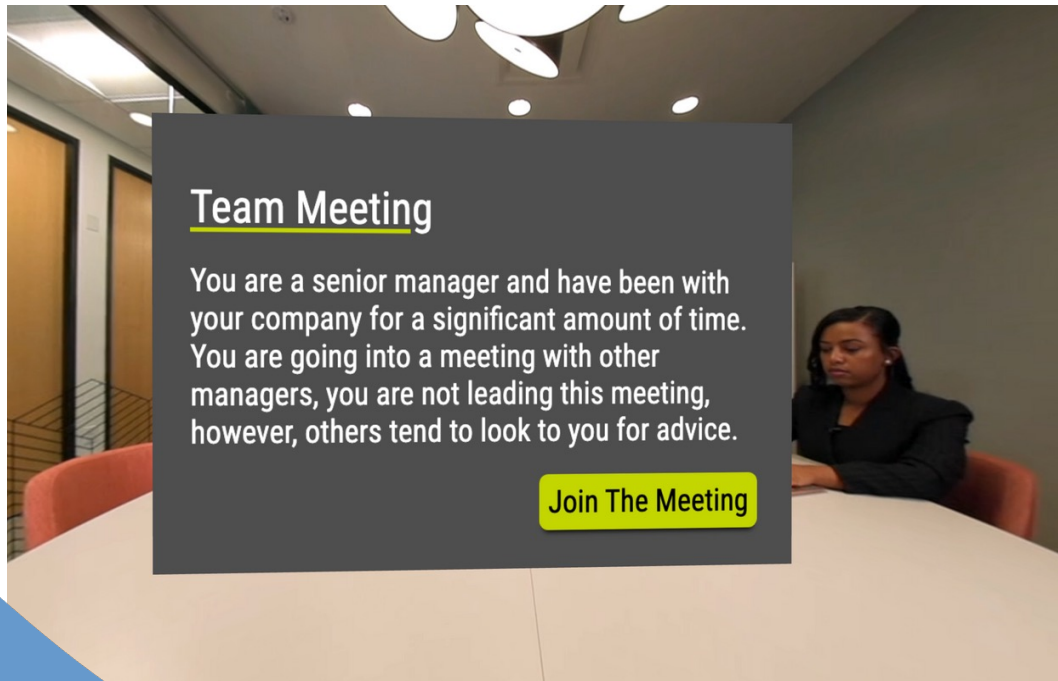 Team Meeting
You are a senior manager and have been with
your company for a significant amount of time.
You are going into a meeting with other
managers, you are not leading this meeting,
however, others tend to look to you for advice.
Join The Meeting